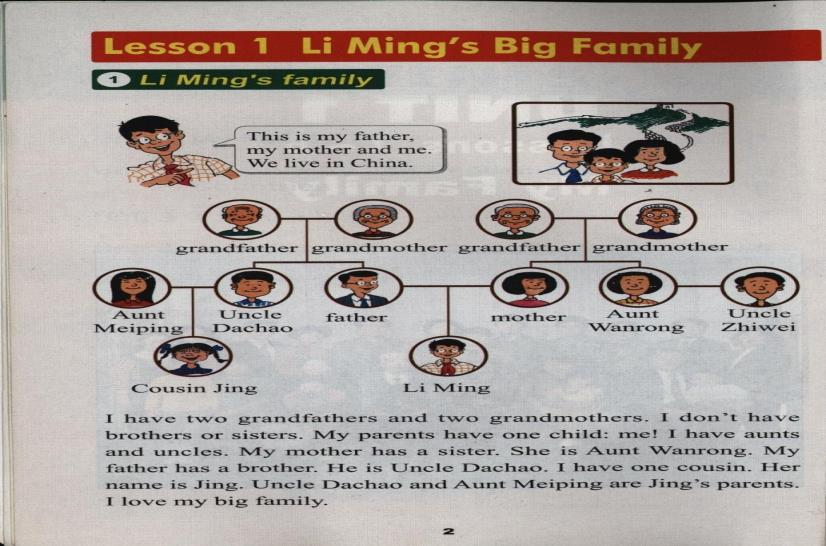 Lesson 1 Li Ming's Big Family
1 Li Ming's family
This is my father,
my mother and me.
We live in China.
grandfather grandmother grandfather grandmother
Aunt Meiping
Uncle Dachao
father
mother
Aunt Wanrong
Uncle Zhiwei
Cousin Jing
Li Ming
I have two grandfathers and two grandmothers. I don't have
brothers or sisters. My parents have one child: me! I have aunts
and uncles. My mother has a sister. She is Aunt Wanrong. My
father has a brother. He is Uncle Dachao. I have one cousin. Her
name is Jing. Uncle Dachao and Aunt Meiping are Jing's parents.
I love my big family.
2